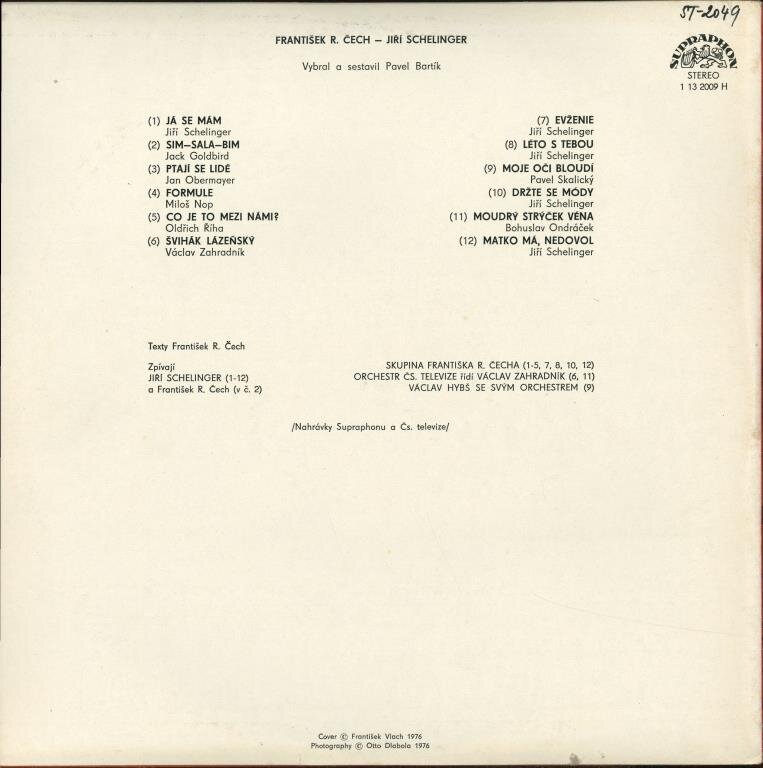 ST-2049
FRANTIŠEK R. ČECH – JIŘÍ SCHELINGER
Vybral a sestavil Pavel Bartík
SUPRAPHON
STEREO
1 13 2009 H
(1) JÁ SE MÁM
Jiří Schelinger
(2) SIM–SALA–BIM
Jack Goldbird
(3) PTAJÍ SE LIDÉ
Jan Obermayer
(4) FORMULE
Miloš Nop
(5) CO JE TO MEZI NÁMI?
Oldřich Říha
(6) ŠVIHÁK LÁZEŇSKÝ
Václav Zahradník
(7) EVŽENIE
Jiří Schelinger
(8) LÉTO S TEBOU
Jiří Schelinger
(9) MOJE OČI BLOUDÍ
Pavel Skalický
(10) DRŽTE SE MÓDY
Jiří Schelinger
(11) MOUDRÝ STRÝČEK VÉNA
Bohuslav Ondráček
(12) MATKO MÁ, NEDOVOL
Jiří Schelinger
Texty František R. Čech
Zpívají
JIŘÍ SCHELINGER (1-12)
a František R. Čech (v č. 2)
SKUPINA FRANTIŠKA R. ČECHA (1-5, 7, 8, 10, 12)
ORCHESTR ČS. TELEVIZE řídí VÁCLAV ZAHRADNÍK (6, 11)
VÁCLAV HYBŠ SE SVÝM ORCHESTREM (9)
/Nahrávky Supraphonu a Čs. televize/
Cover © František Vlach 1976
Photography © Otto Dlabola 1976